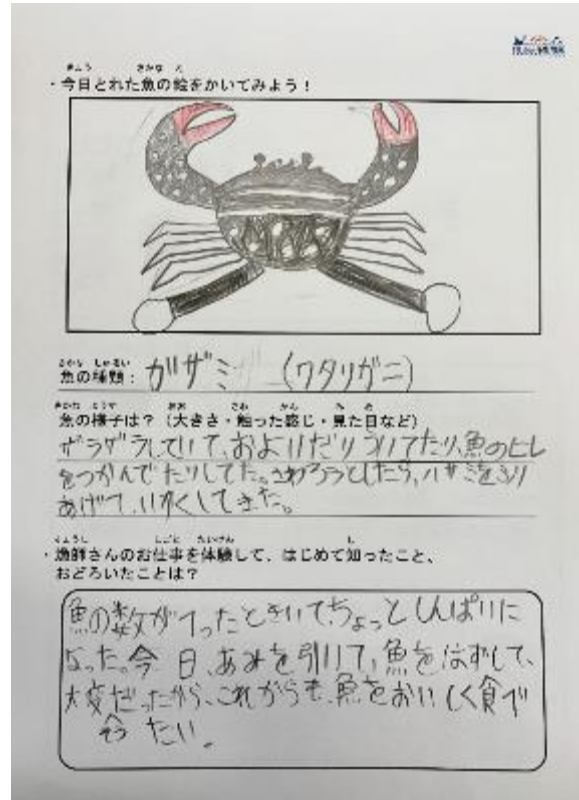 ・今日とれた魚の絵をかいてみよう！
魚の種類：ガザミ (ワタリガニ)
魚の様子は？（大きさ・触った感じ・見た目など）
ザラザラしていて、およいだりういてたり、魚のヒレ
をつかんでたりしてた。さわろうとしたら、ハサミをふり
あげて、いかくしてきた。
・漁師さんのお仕事を体験して、はじめて知ったこと、
おどろいたことは？
魚の数がへったときいて、ちょっとしんぱいに
なった。今日、あみを引いて、魚をはずして、
大変だったから、これからも、魚をおいしく食べ
たい。